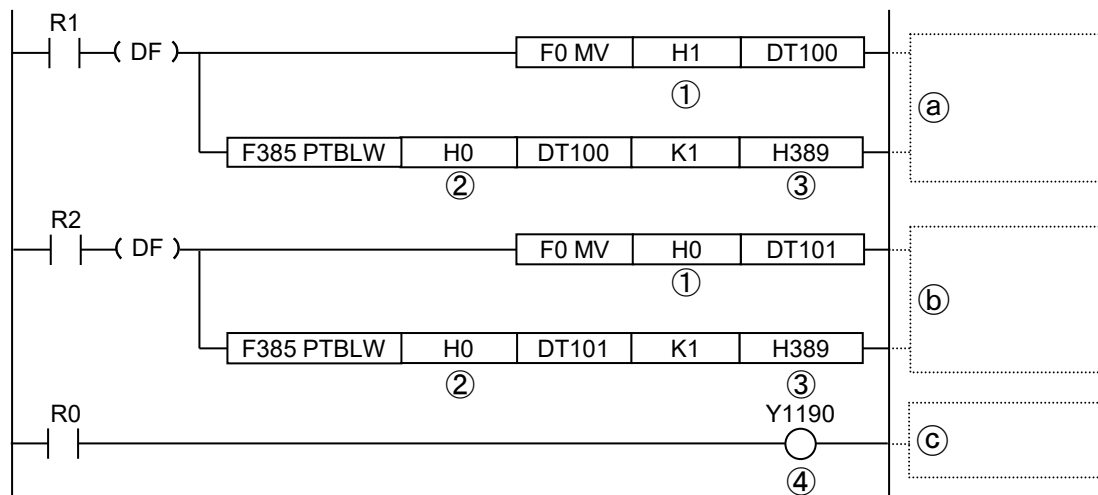 R1
( DF ) F0 MV H1 DT100
①
ⓐ
F385 PTBLW H0 DT100 K1 H389
② ③
R2
( DF ) F0 MV H0 DT101
①
ⓑ
F385 PTBLW H0 DT101 K1 H389
② ③
R0 Y1190
ⓒ
④